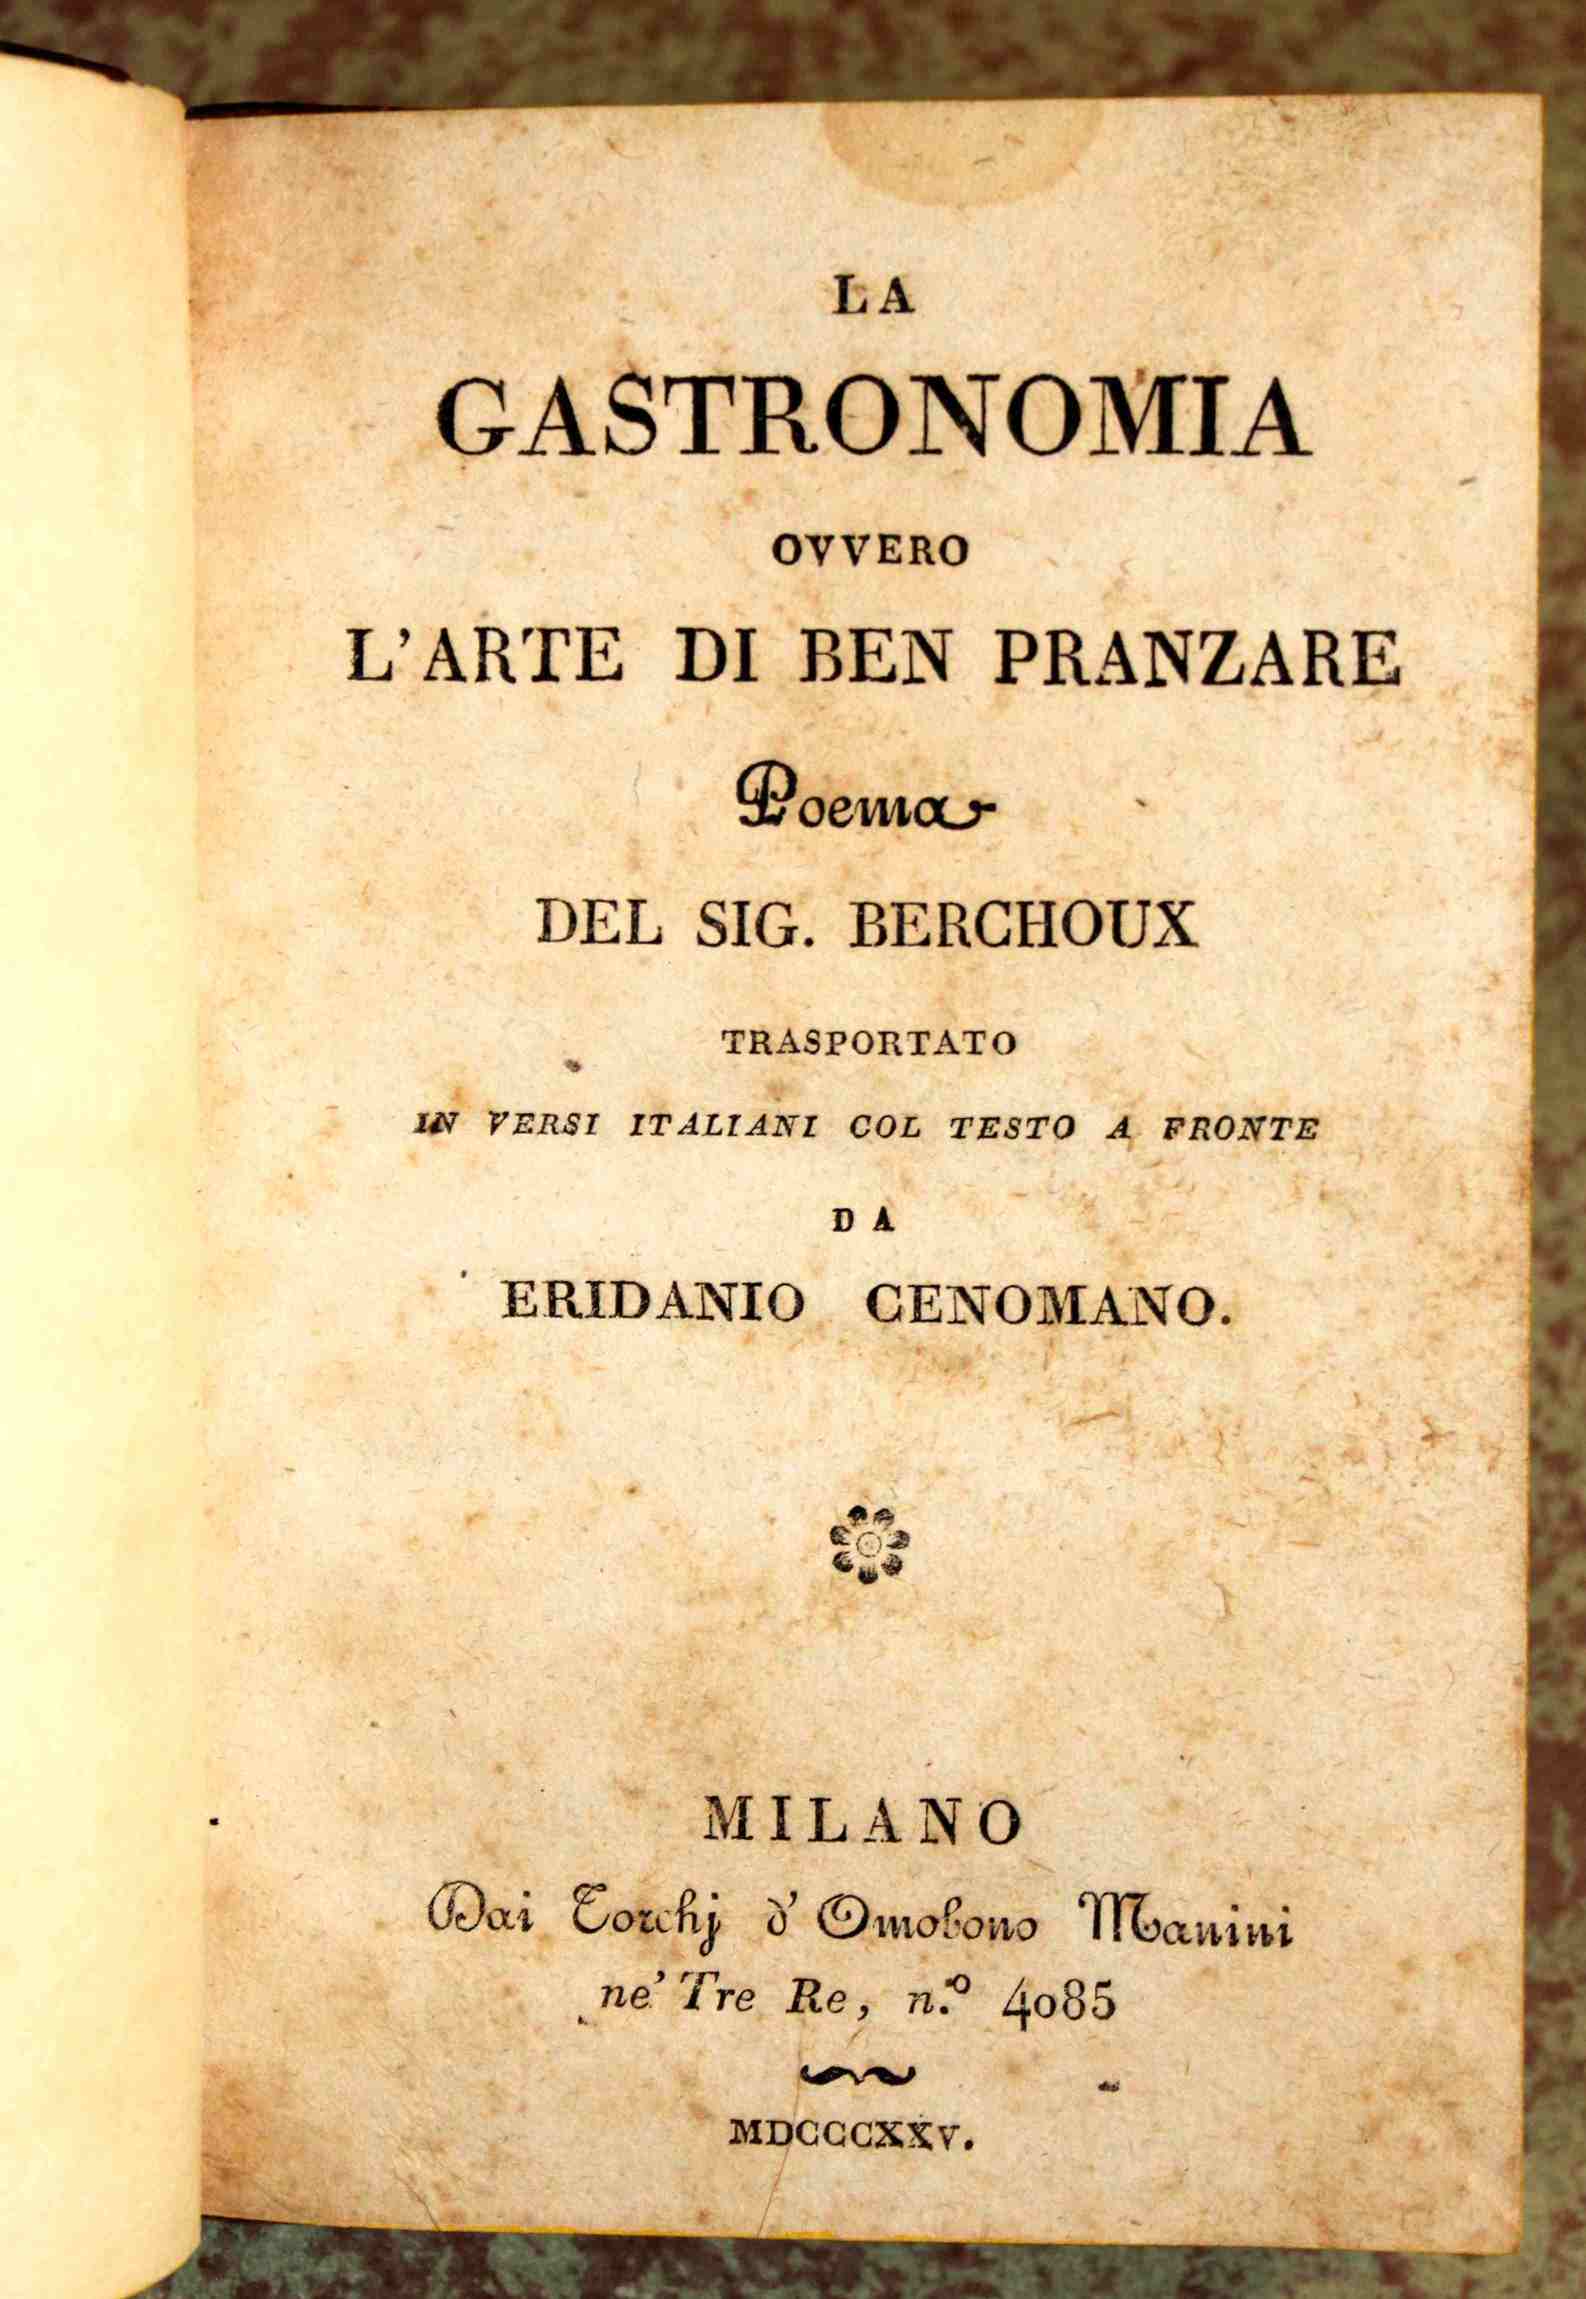 LA
GASTRONOMIA
OVVERO
L'ARTE DI BEN PRANZARE
Poema
DEL SIG. BERCHOUX
TRASPORTATO
IN VERSI ITALIANI COL TESTO A FRONTE
DA
ERIDANIO CENOMANO.
MILANO
Dai Torchj d'Omobono Manini
ne' Tre Re, n.º 4085
MDCCCXXV.